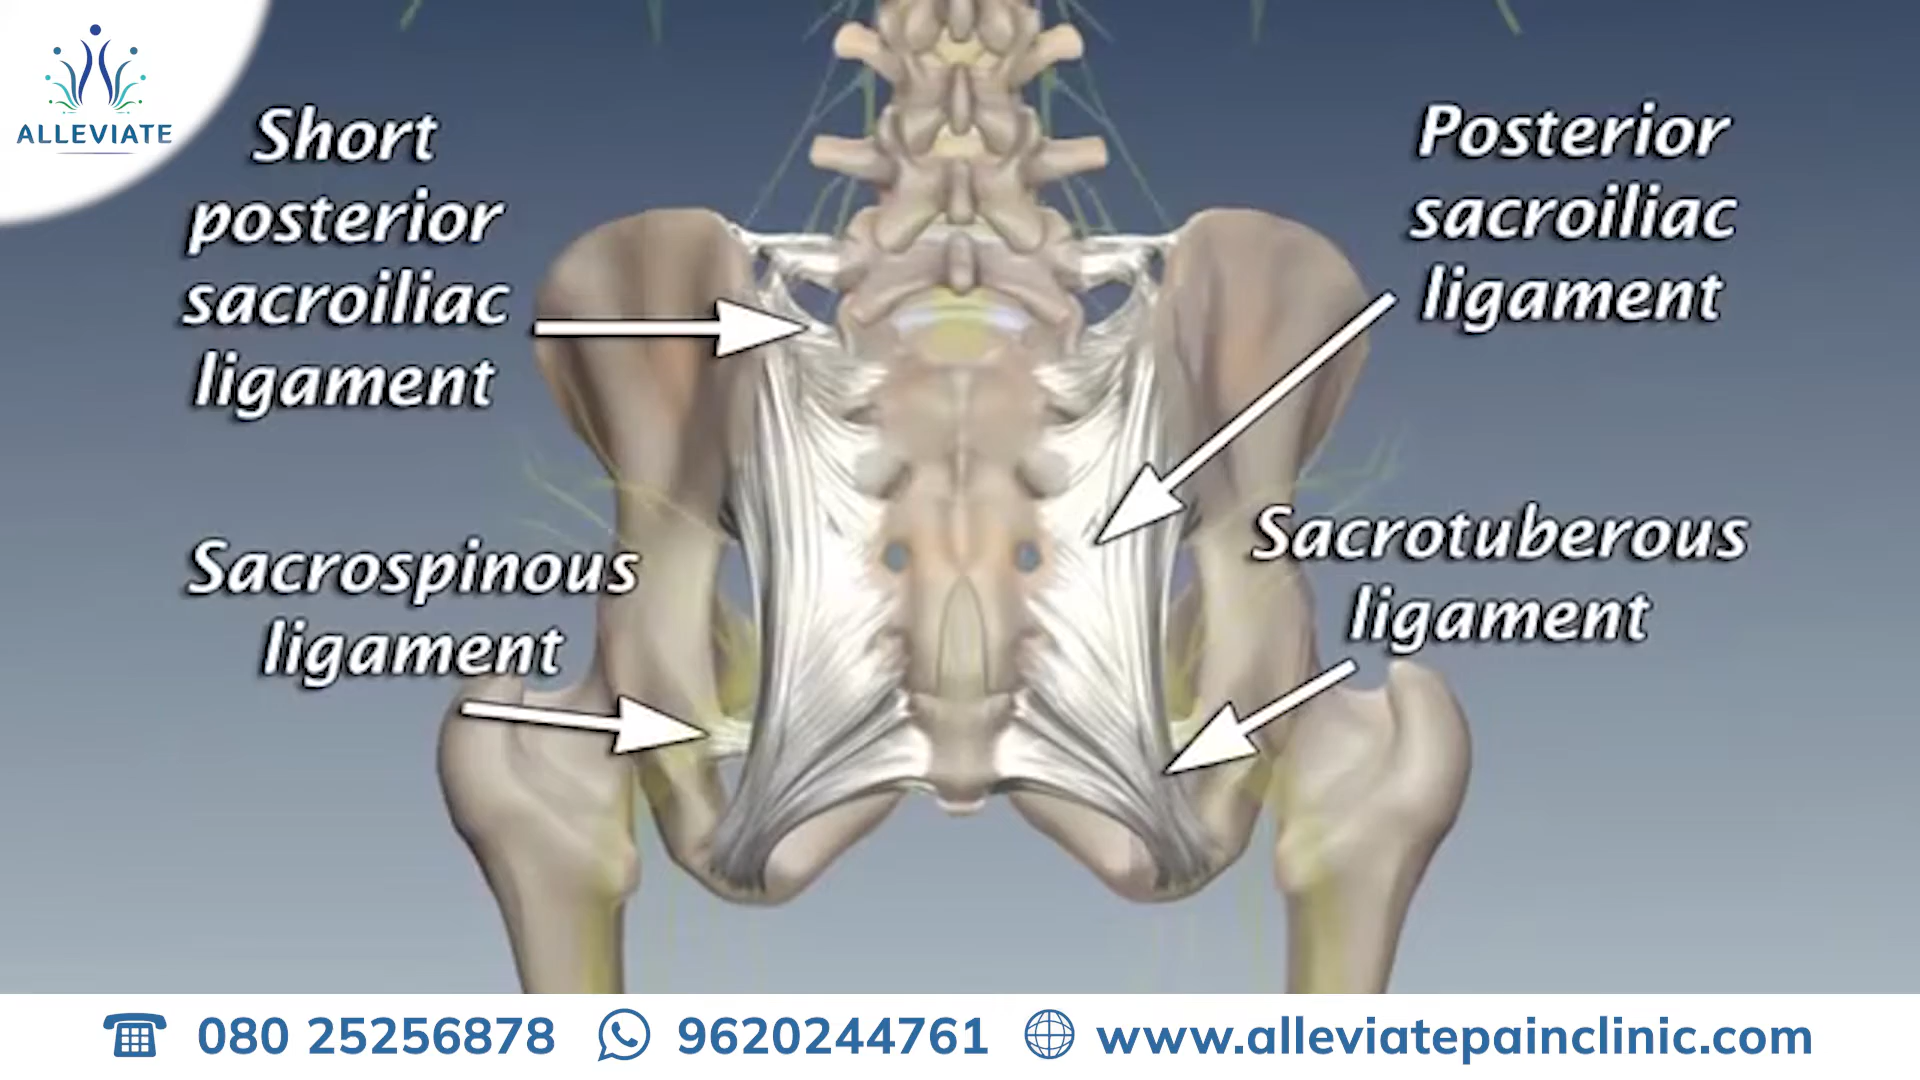 ALLEVIATE
Short
posterior
sacroiliac
ligament
Posterior
sacroiliac
ligament
Sacrospinous
ligament
Sacrotuberous
ligament
080 25256878
9620244761
www.alleviatepainclinic.com